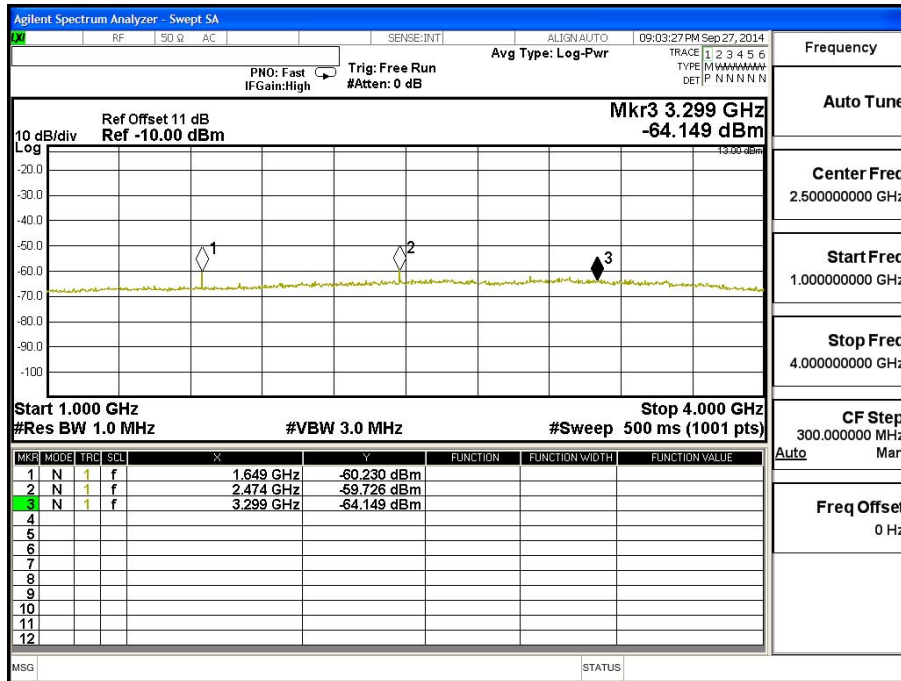 Agilent Spectrum Analyzer - Swept SA
LXI RF 50 Ω AC SENSE:INT ALIGN AUTO 09:03:27 PM Sep 27, 2014
Frequency
Avg Type: Log-Pwr TRACE 1 2 3 4 5 6
PNO: Fast Trig: Free Run TYPE M WWWWW
IFGain:High #Atten: 0 dB DET P N N N N N
Auto Tune
Mkr3 3.299 GHz
Ref Offset 11 dB
10 dB/div Ref -10.00 dBm -64.149 dBm
Log
13.00 dBm
-20.0
-30.0
-40.0
-50.0
-60.0
-70.0
-80.0
-90.0
-100
1
2
3
Center Freq
2.500000000 GHz
Start Freq
1.000000000 GHz
Stop Freq
4.000000000 GHz
Start 1.000 GHz Stop 4.000 GHz
#Res BW 1.0 MHz #VBW 3.0 MHz #Sweep 500 ms (1001 pts)
CF Step
300.000000 MHz
Auto Man
MKR MODE TRC SCL X Y FUNCTION FUNCTION WIDTH FUNCTION VALUE
1 N 1 f 1.649 GHz -60.230 dBm
2 N 1 f 2.474 GHz -59.726 dBm
3 N 1 f 3.299 GHz -64.149 dBm
4
5
6
7
8
9
10
11
12
Freq Offset
0 Hz
MSG STATUS